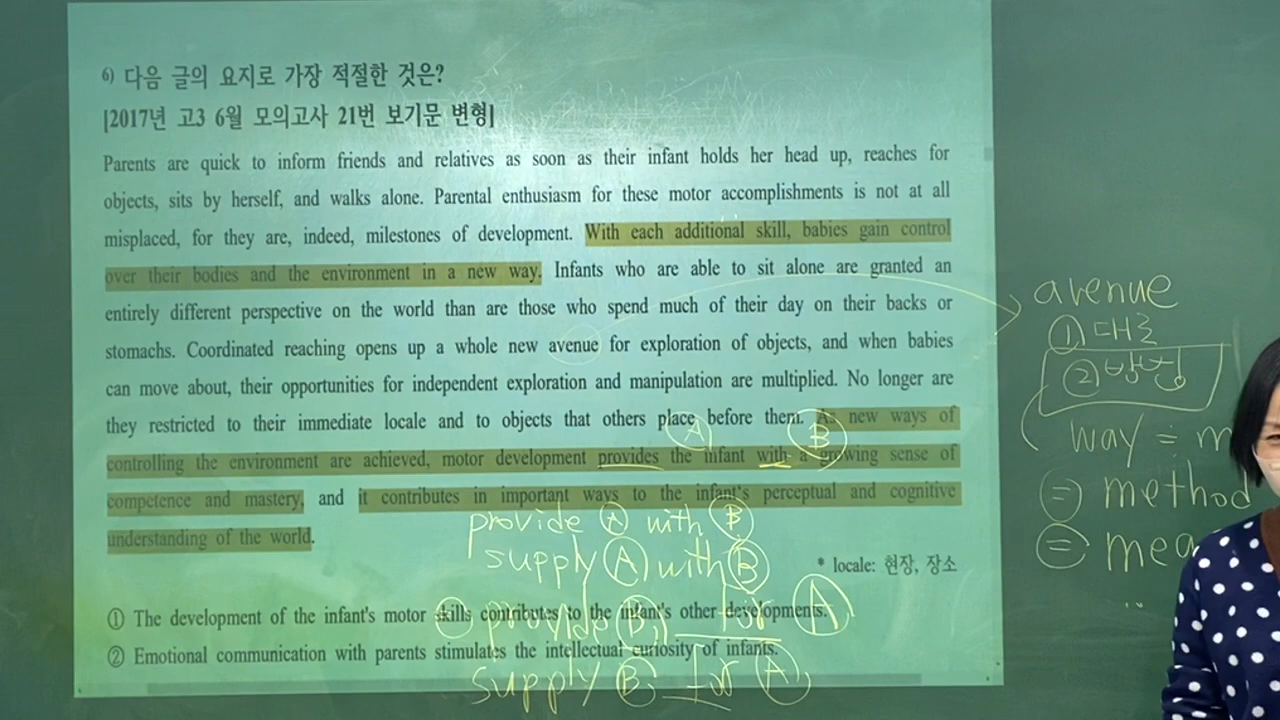 6) 다음 글의 요지로 가장 적절한 것은?
[2017년 고3 6월 모의고사 21번 보기문 변형]
Parents are quick to inform friends and relatives as soon as their infant holds her head up, reaches for
objects, sits by herself, and walks alone. Parental enthusiasm for these motor accomplishments is not at all
misplaced, for they are, indeed, milestones of development. With each additional skill, babies gain control
over their bodies and the environment in a new way. Infants who are able to sit alone are granted an
entirely different perspective on the world than are those who spend much of their day on their backs or
stomachs. Coordinated reaching opens up a whole new avenue for exploration of objects, and when babies
can move about, their opportunities for independent exploration and manipulation are multiplied. No longer are
they restricted to their immediate locale and to objects that others place before them. As new ways of
controlling the environment are achieved, motor development provides the infant with a growing sense of
competence and mastery, and it contributes in important ways to the infant's perceptual and cognitive
understanding of the world.
* locale: 현장, 장소
① The development of the infant's motor skills contributes to the infant's other developments.
② Emotional communication with parents stimulates the intellectual curiosity of infants.
Ⓐ Ⓑ
provide Ⓐ with Ⓑ
supply Ⓐ with Ⓑ
provide Ⓑ for Ⓐ
supply Ⓑ for Ⓐ
avenue
① 대로
② 방법
way = m
= method
= mea